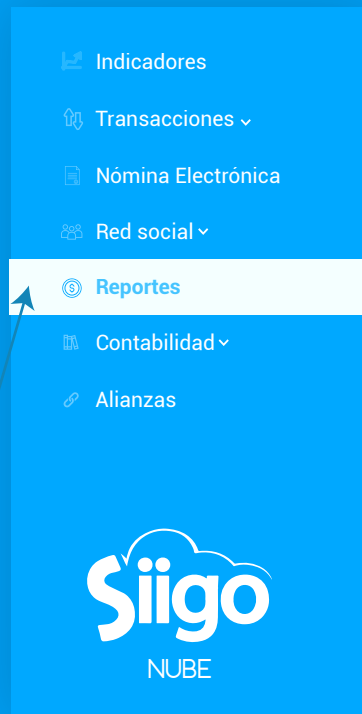 Indicadores
Transacciones
Nómina Electrónica
Red social
Reportes
Contabilidad
Alianzas
Siigo
NUBE